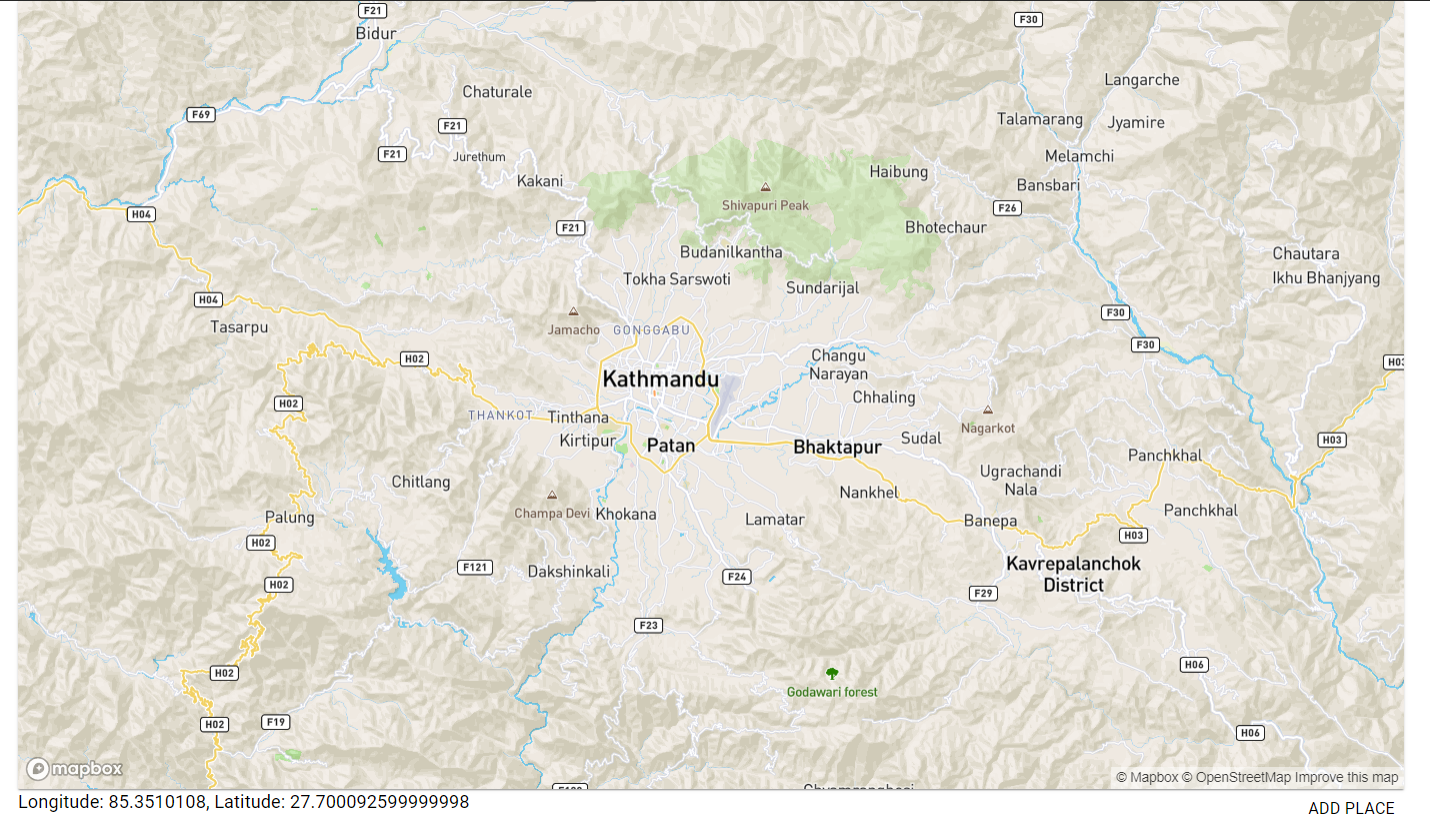 F21
Bidur
F30
Langarche
Chaturale
F69
F21
Talamarang
Jyamire
F21
Jurethum
Melamchi
Kakani
Haibung
Bansbari
Shivapuri Peak
H04
F26
F21
Bhotechaur
Budanilkantha
Chautara
Tokha Sarswoti
Ikhu Bhanjyang
Sundarijal
H04
F30
Tasarpu
Jamacho
GONGGABU
F30
H02
Changu
Narayan
H03
Kathmandu
Chhaling
H02
THANKOT
Tinthana
Nagarkot
Kirtipur
Patan
Bhaktapur
Sudal
H03
Panchkhal
Ugrachandi
Nala
Chitlang
Nankhel
Champa Devi
Khokana
Lamatar
Banepa
Panchkhal
Palung
H02
H03
Kavrepalanchok
District
F121
Dakshinkali
F24
H02
F29
F23
H06
H02
Godawari forest
H02
F19
H06
mapbox
© Mapbox © OpenStreetMap Improve this map
Longitude: 85.3510108, Latitude: 27.700092599999998
ADD PLACE